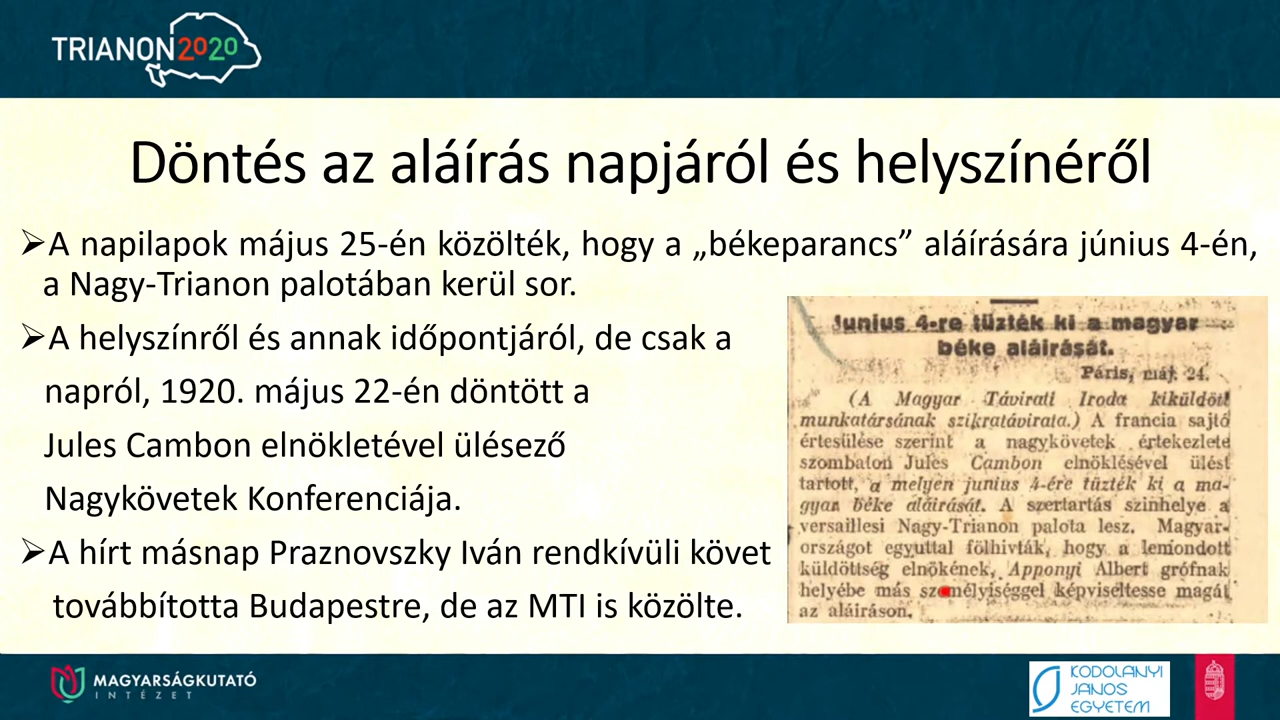 TRIANON2020
Döntés az aláírás napjáról és helyszínéről
A napilapok május 25-én közölték, hogy a „békeparancs” aláírására június 4-én,
a Nagy-Trianon palotában kerül sor.
A helyszínről és annak időpontjáról, de csak a
napról, 1920. május 22-én döntött a
Jules Cambon elnökletével ülésező
Nagykövetek Konferenciája.
A hírt másnap Praznovszky Iván rendkívüli követ
továbbította Budapestre, de az MTI is közölte.
Junius 4-re tüzték ki a magyar
béke aláirását.
Páris, máj. 24.
(A Magyar Távirati Iroda kiküldött
munkatársának szikratávirata.) A francia sajtó
értesülése szerint a nagykövetek értekezlete
szombaton Jules Cambon elnöklésével ülést
tartott, a melyen junius 4-ére tüzték ki a ma-
gyar béke aláirását. A szertartás szinhelye a
versaillesi Nagy-Trianon palota lesz. Magyar-
országot egyuttal fölhivták, hogy a lemondott
küldöttség elnökének, Apponyi Albert grófnak
helyébe más személyiséggel képviseltesse magát
az aláiráson.
MAGYARSÁGKUTATÓ
INTÉZET
KODOLÁNYI
JÁNOS
EGYETEM